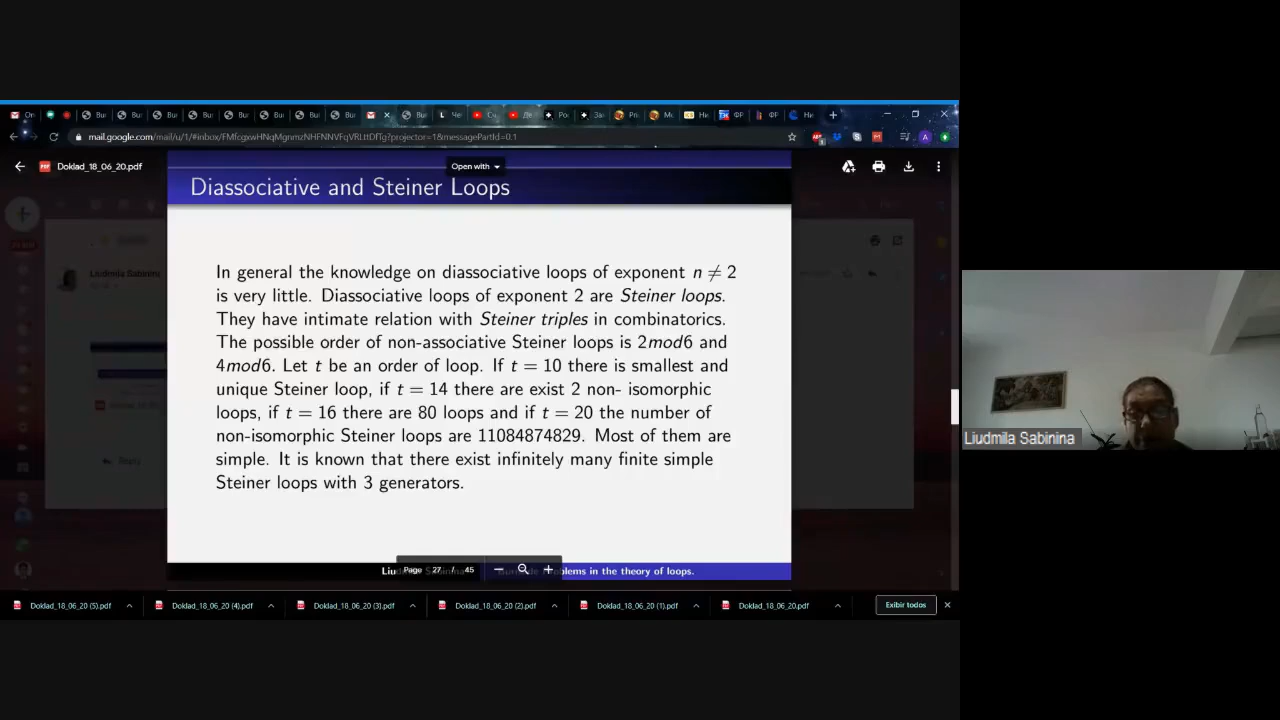 mail.google.com/mail/u/1/#inbox/FMfcgxwHNqMgnmzNHFNNVFqVRLttDfTg?projector=1&messagePartId=0.1
Doklad_18_06_20.pdf
Open with
Diassociative and Steiner Loops
In general the knowledge on diassociative loops of exponent n ≠ 2
is very little. Diassociative loops of exponent 2 are Steiner loops.
They have intimate relation with Steiner triples in combinatorics.
The possible order of non-associative Steiner loops is 2mod6 and
4mod6. Let t be an order of loop. If t = 10 there is smallest and
unique Steiner loop, if t = 14 there are exist 2 non- isomorphic
loops, if t = 16 there are 80 loops and if t = 20 the number of
non-isomorphic Steiner loops are 11084874829. Most of them are
simple. It is known that there exist infinitely many finite simple
Steiner loops with 3 generators.
Liudmila Sabinina
Reply
Page 27 / 45
problems in the theory of loops.
Doklad_18_06_20 (5).pdf
Doklad_18_06_20 (4).pdf
Doklad_18_06_20 (3).pdf
Doklad_18_06_20 (2).pdf
Doklad_18_06_20 (1).pdf
Doklad_18_06_20.pdf
Exibir todos
Liudmila Sabinina